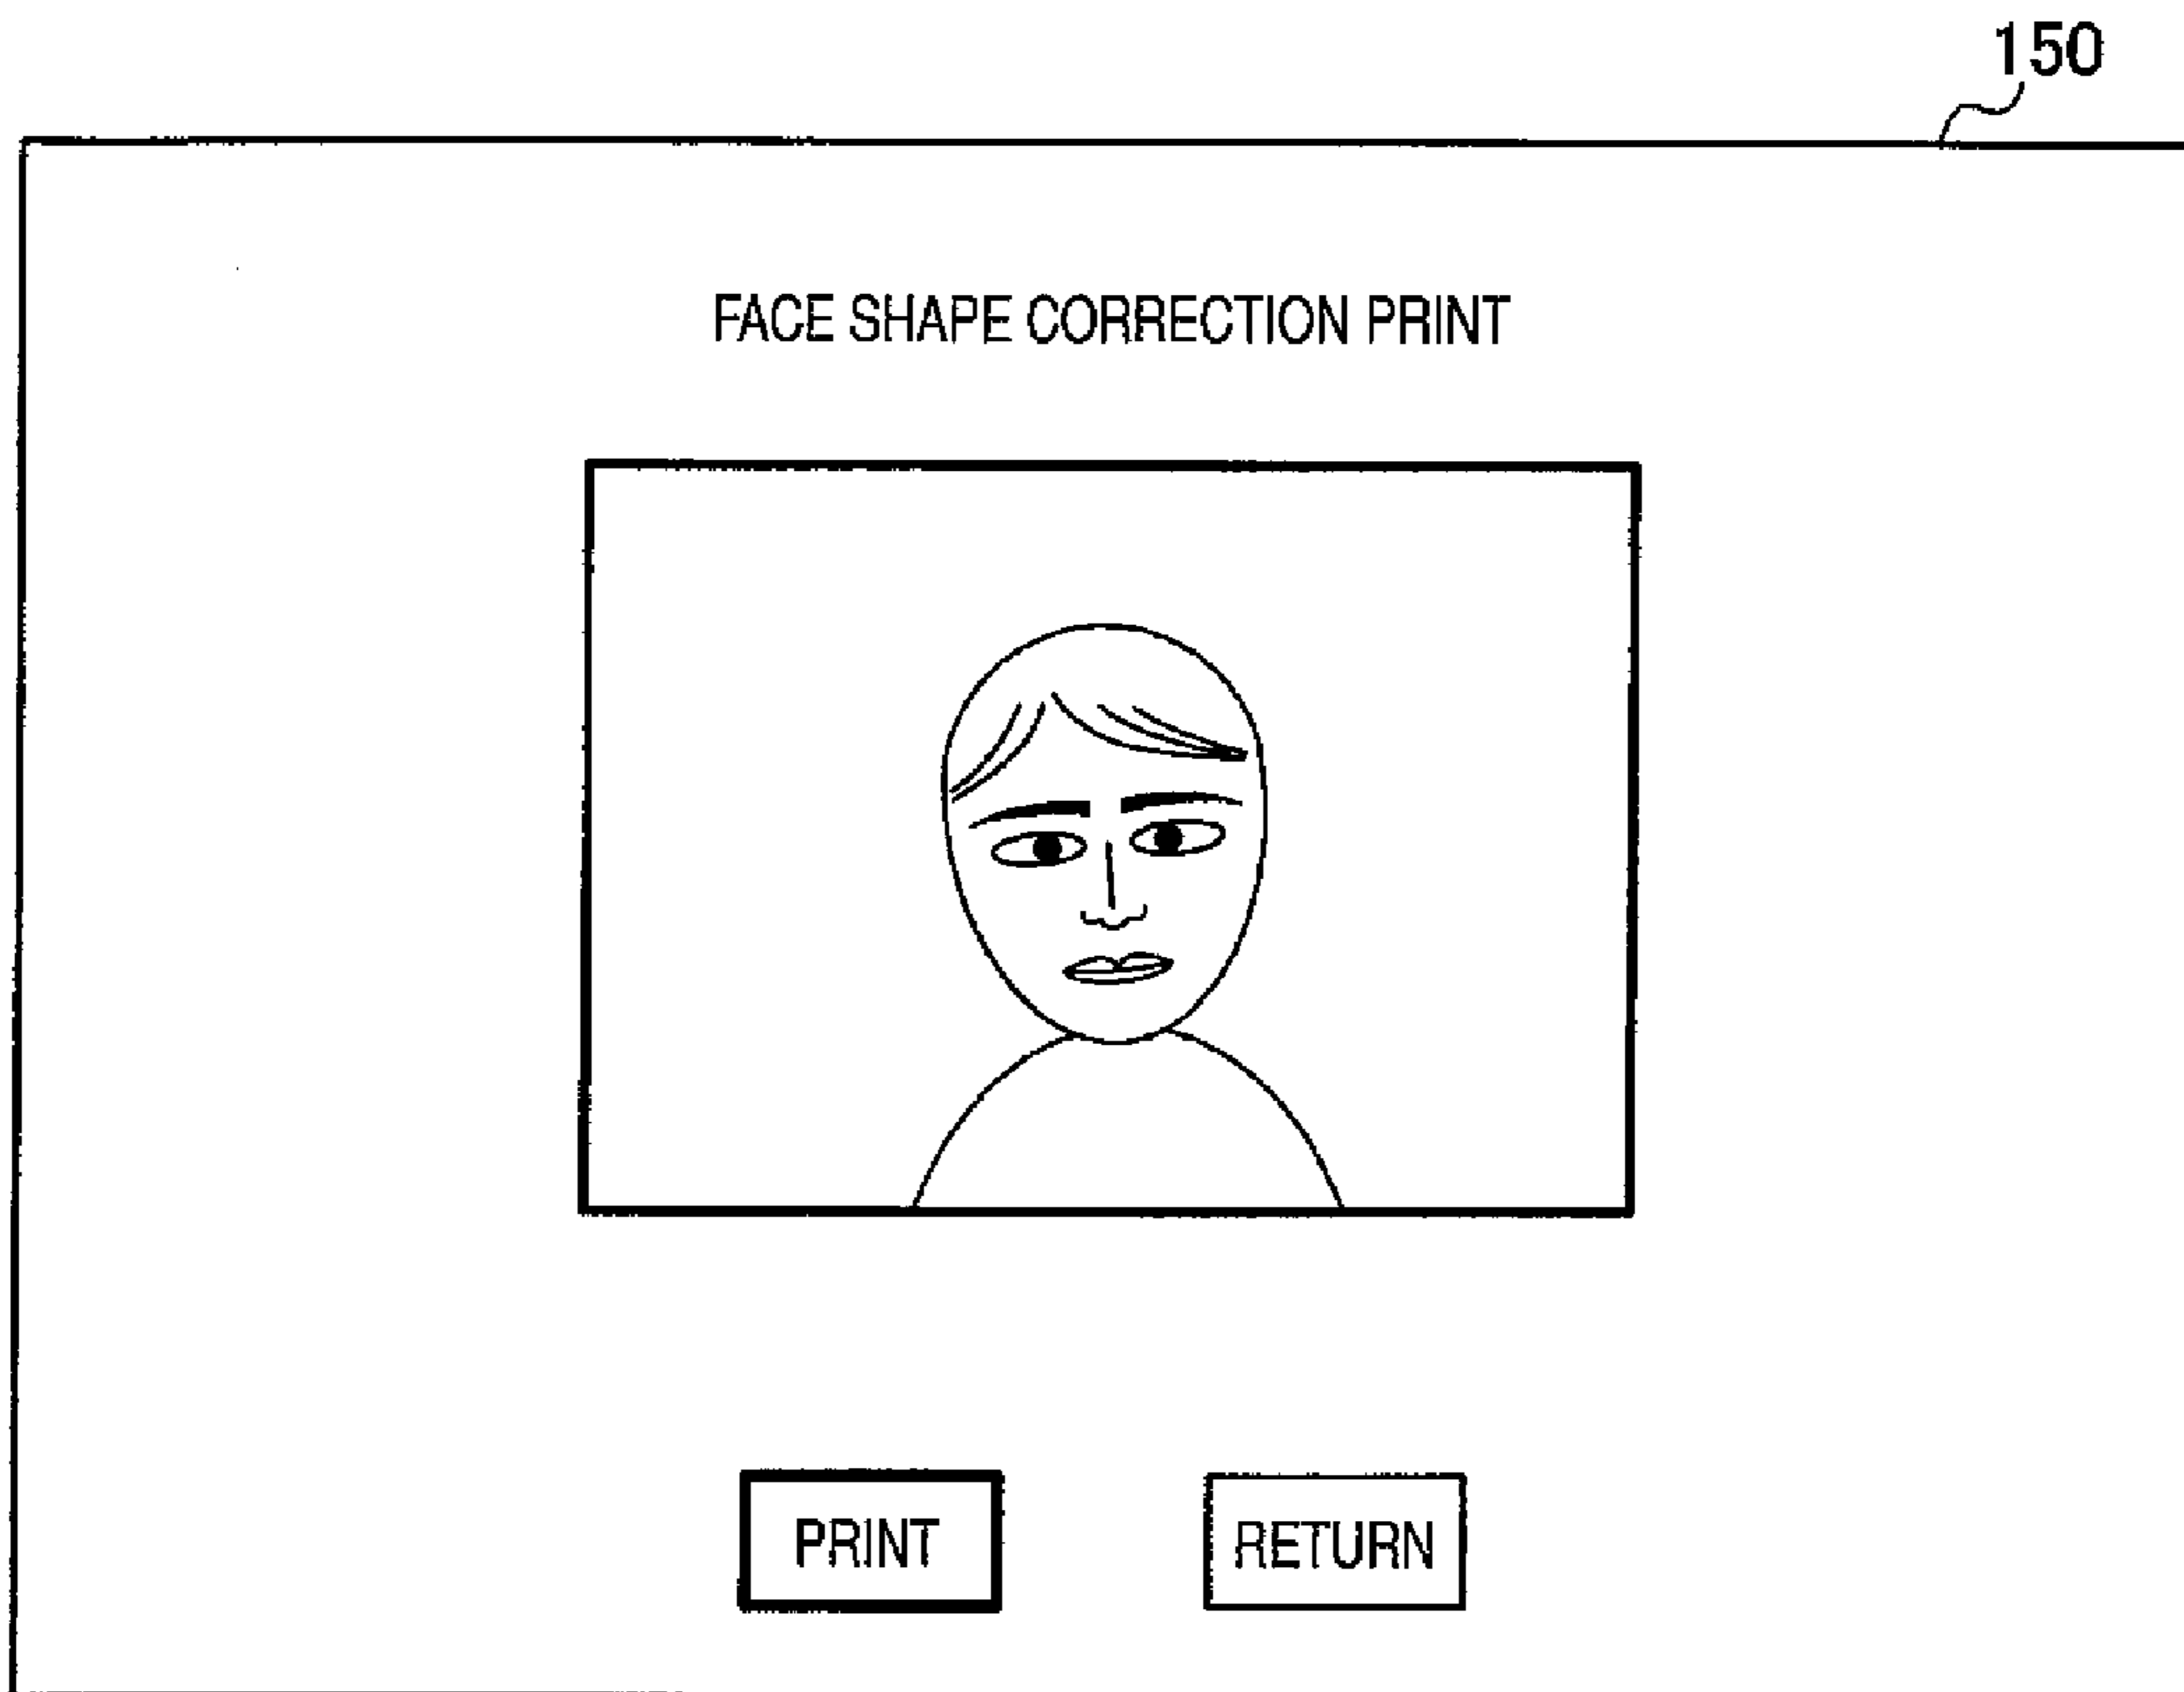 150
FACE SHAPE CORRECTION PRINT
PRINT
RETURN